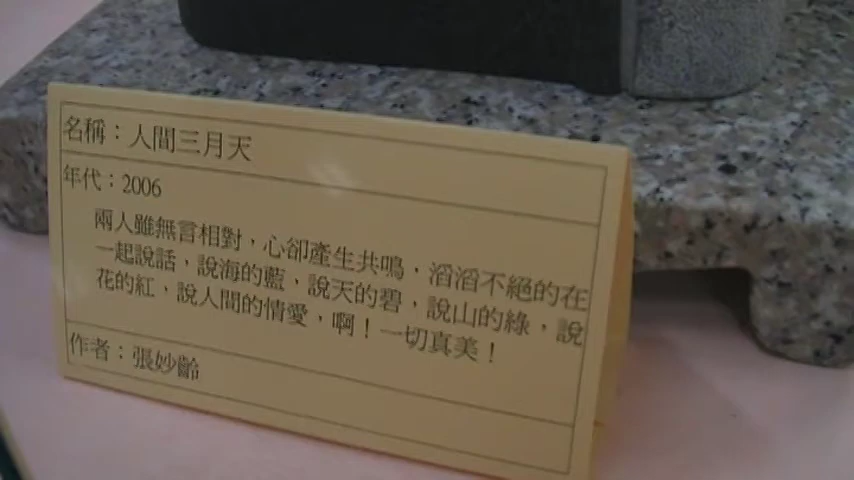 名稱：人間三月天
年代：2006
兩人雖無言相對，心卻產生共鳴，滔滔不絕的在
一起說話，說海的藍，說天的碧，說山的綠，說
花的紅，說人間的情愛，啊！一切真美！
作者：張妙齡